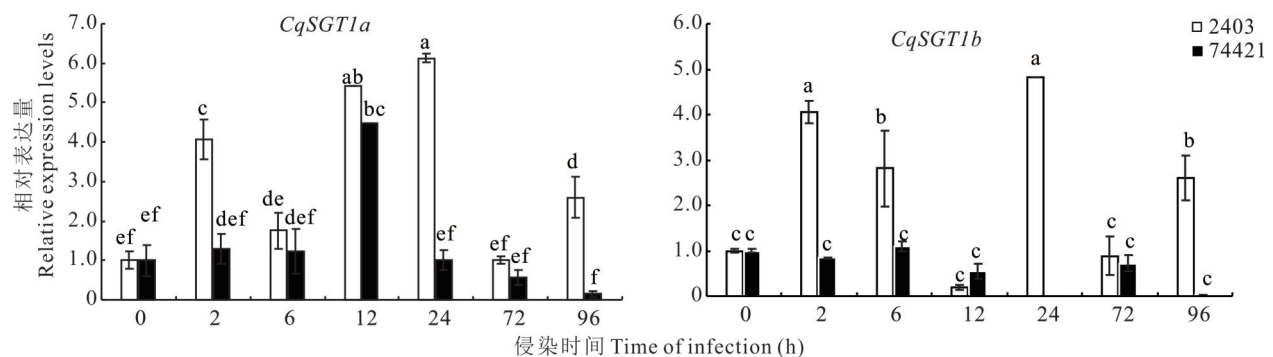 CqSGT1a
相对表达量
Relative expression levels
7.0
6.0
5.0
4.0
3.0
2.0
1.0
0
ef ef
c def
de def
ab bc
a ef
ef ef
d f
0 2 6 12 24 72 96
CqSGT1b
2403
74421
6.0
5.0
4.0
3.0
2.0
1.0
0
c c
a c
b c
c c
a
c c
b c
0 2 6 12 24 72 96
侵染时间 Time of infection (h)